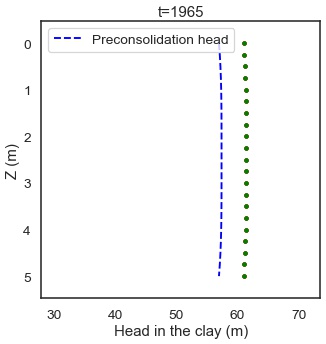 t=1965
Preconsolidation head
0
1
2
3
4
5
Z (m)
30 40 50 60 70
Head in the clay (m)